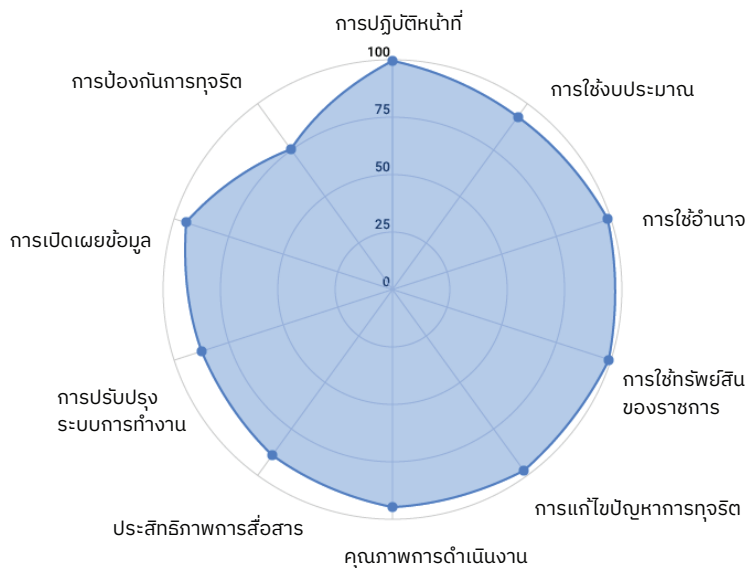 การปฏิบัติหน้าที่
100
การป้องกันการทุจริต
การใช้งบประมาณ
75
50
การใช้อำนาจ
25
การเปิดเผยข้อมูล
0
การใช้ทรัพย์สิน
ของราชการ
การปรับปรุง
ระบบการทำงาน
การแก้ไขปัญหาการทุจริต
ประสิทธิภาพการสื่อสาร
คุณภาพการดำเนินงาน